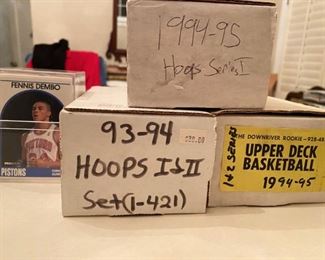 1994-95
Hoops Series I
FENNIS DEMBO
PISTONS
93-94
HOOPS I & II
Set (1-421)
THE DOWNRIVER ROOKIE
UPPER DECK
BASKETBALL
1994-95
1 & 2 SERIES